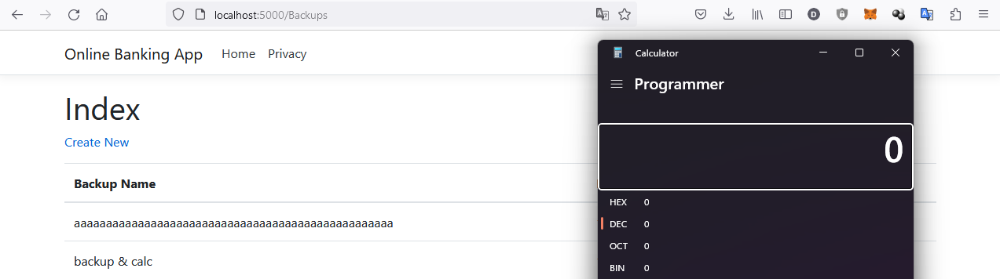 localhost:5000/Backups
Online Banking App Home Privacy
Index
Create New
Backup Name
aaaaaaaaaaaaaaaaaaaaaaaaaaaaaaaaaaaaaaaaaaaaaaaaaa
backup & calc
Calculator
Programmer
0
HEX 0
DEC 0
OCT 0
BIN 0